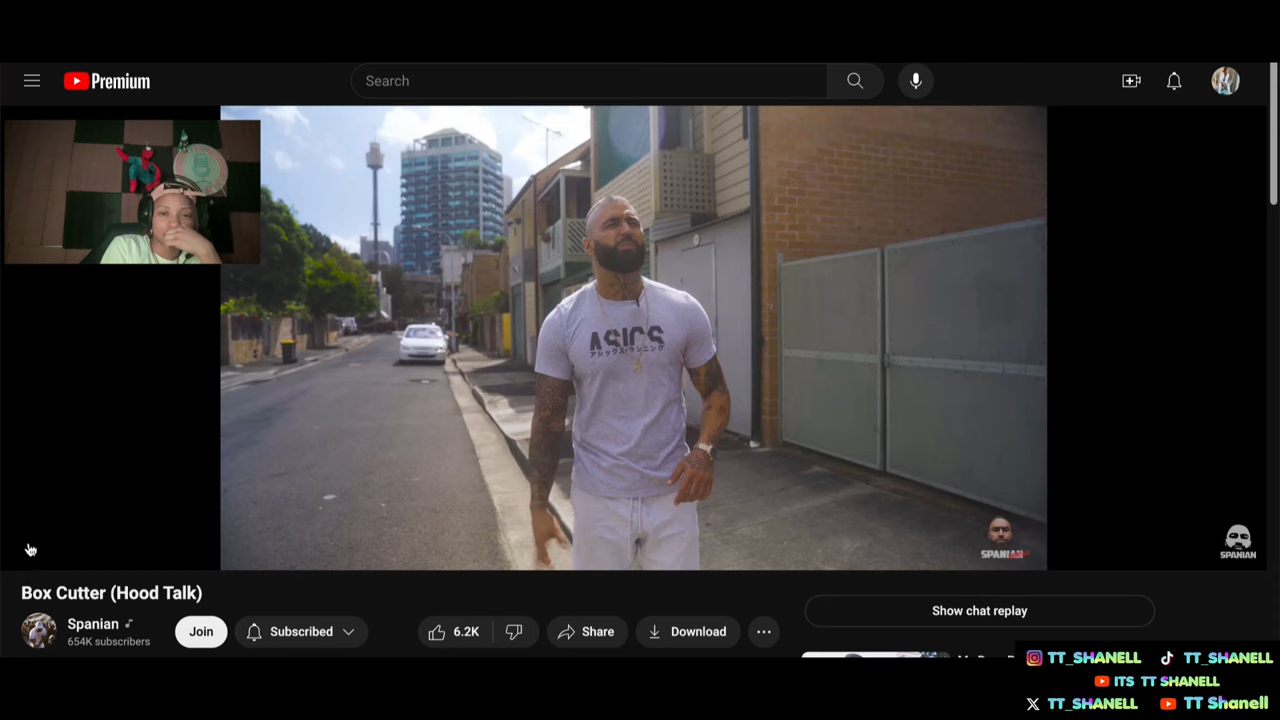 Premium
Search
ASICS
アシックス・ランニング
SPANIAN
SPANIAN
Box Cutter (Hood Talk)
Spanian
654K subscribers
Join
Subscribed
6.2K
Share
Download
Show chat replay
TT_SHANELL
TT_SHANELL
ITS TT SHANELL
TT_SHANELL
TT Shanell